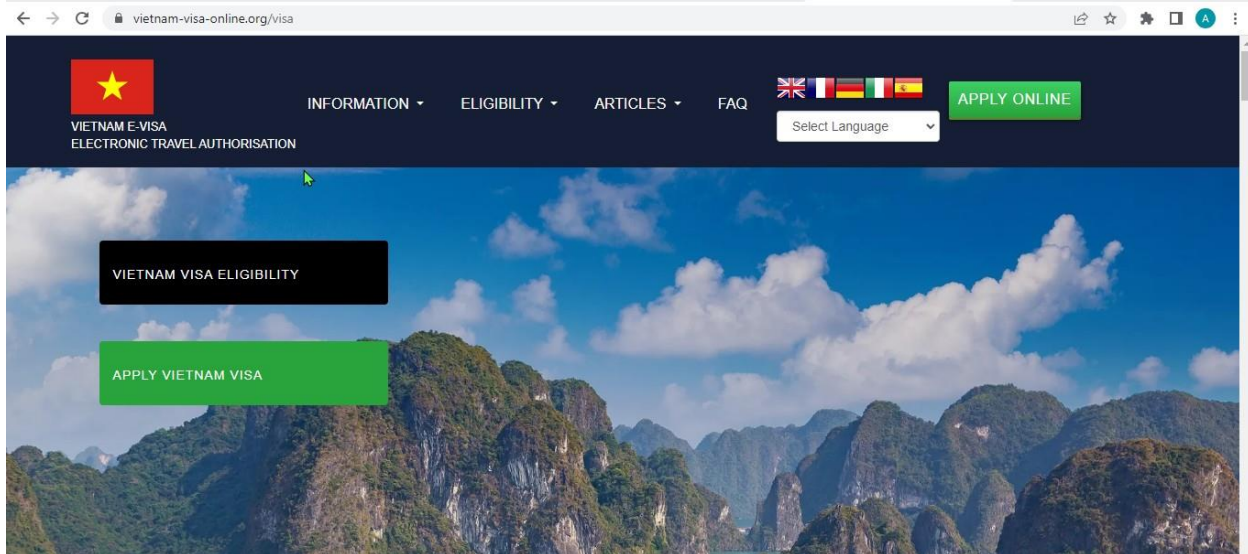 vietnam-visa-online.org/visa
A
VIETNAM E-VISA
ELECTRONIC TRAVEL AUTHORISATION
INFORMATION
ELIGIBILITY
ARTICLES
FAQ
Select Language
APPLY ONLINE
VIETNAM VISA ELIGIBILITY
APPLY VIETNAM VISA